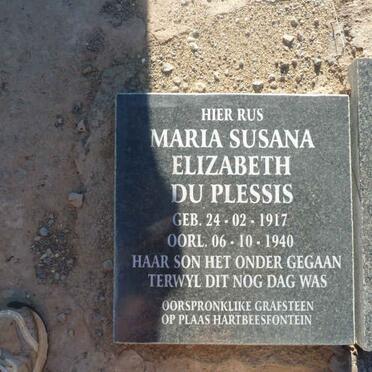 HIER RUS
MARIA SUSANA
ELIZABETH
DU PLESSIS
GEB. 24 - 02 - 1917
OORL. 06 - 10 - 1940
HAAR SON HET ONDER GEGAAN
TERWYL DIT NOG DAG WAS
OORSPRONKLIKE GRAFSTEEN
OP PLAAS HARTBEESFONTEIN